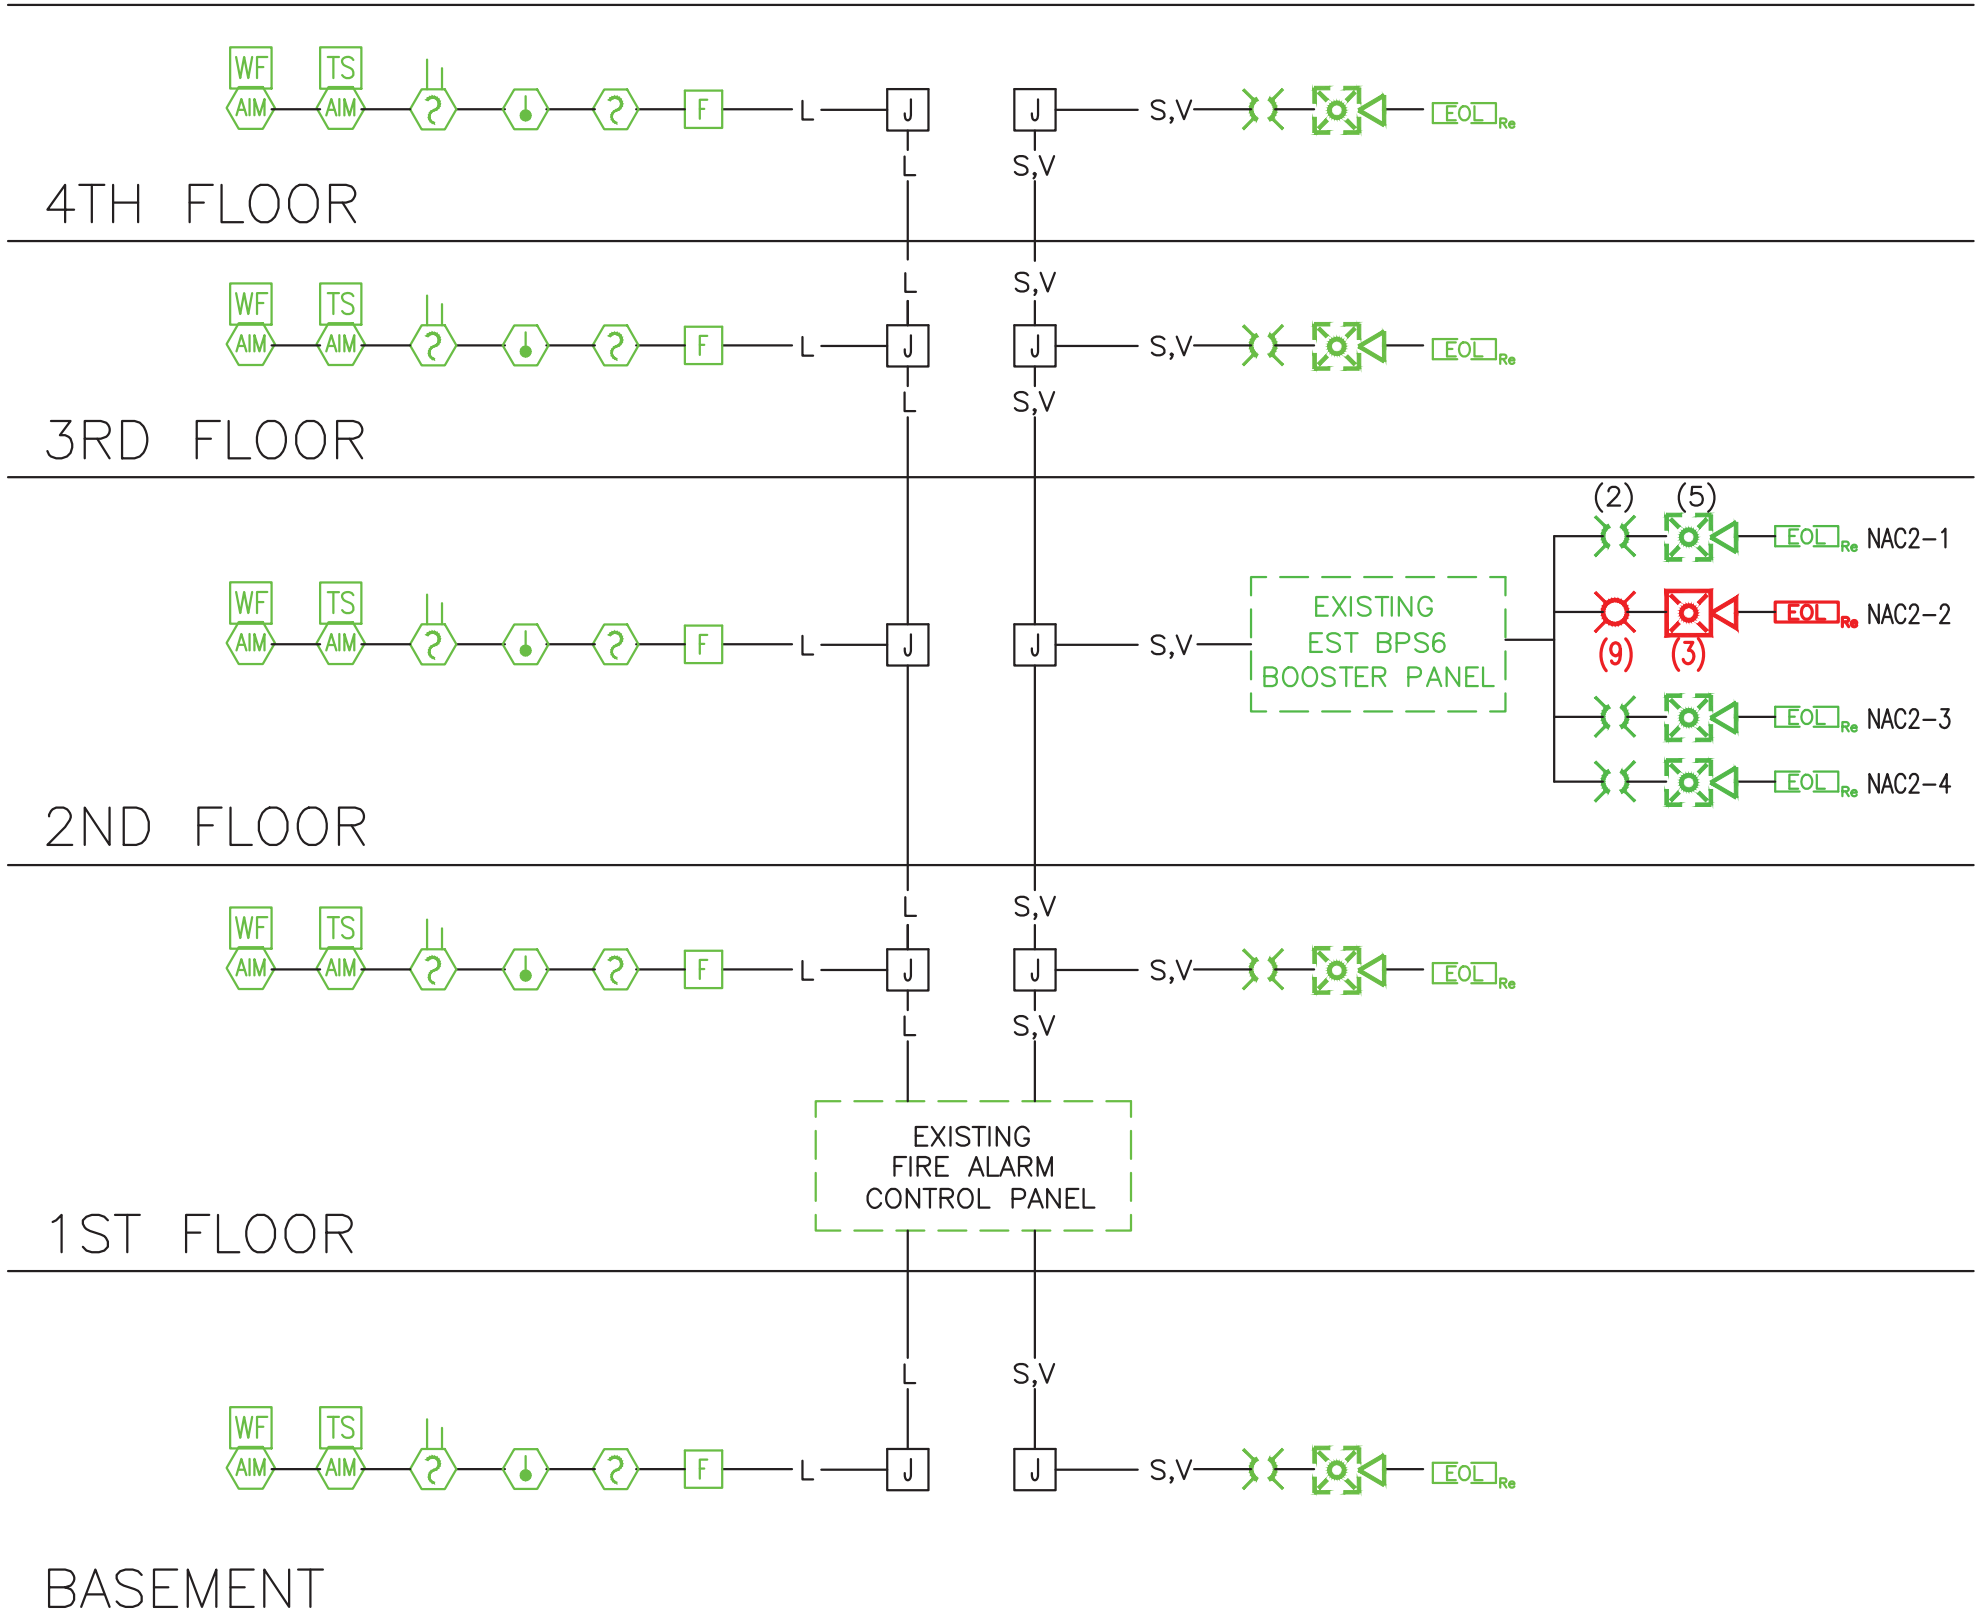 WF TS
AIM AIM F L J J S,V EOL Re
L S,V
4TH FLOOR
L S,V
WF TS
AIM AIM F L J J S,V EOL Re
L S,V
3RD FLOOR
(2) (5)
EOL Re NAC2-1
WF TS
EXISTING
EOL Re NAC2-2
AIM AIM F L J J S,V EST BPS6
(9) (3)
BOOSTER PANEL
EOL Re NAC2-3
EOL Re NAC2-4
2ND FLOOR
L S,V
WF TS
AIM AIM F L J J S,V EOL Re
L S,V
EXISTING
FIRE ALARM
CONTROL PANEL
1ST FLOOR
L S,V
WF TS
AIM AIM F L J J S,V EOL Re
BASEMENT